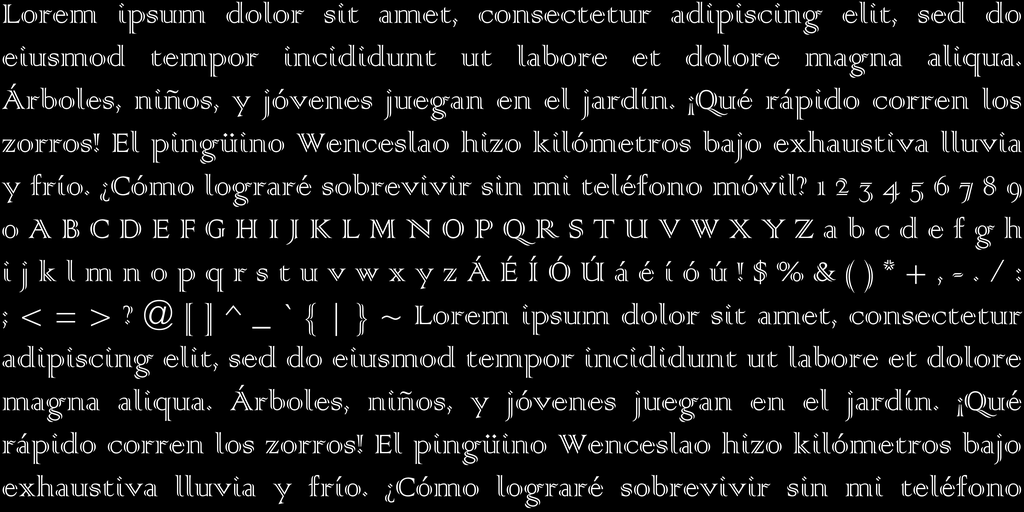 Lorem ipsum dolor sit amet, consectetur adipiscing elit, sed do
eiusmod tempor incididunt ut labore et dolore magna aliqua.
Árboles, niños, y jóvenes juegan en el jardín. ¡Qué rápido corren los
zorros! El pingüino Wenceslao hizo kilómetros bajo exhaustiva lluvia
y frío. ¿Cómo lograré sobrevivir sin mi teléfono móvil? 1 2 3 4 5 6 7 8 9
0 A B C D E F G H I J K L M N O P Q R S T U V W X Y Z a b c d e f g h
i j k l m n o p q r s t u v w x y z Á É Í Ó Ú á é í ó ú ! $ % & ( ) * + , - . / :
; < = > ? @ [ ] ^ _ ` { | } ~ Lorem ipsum dolor sit amet, consectetur
adipiscing elit, sed do eiusmod tempor incididunt ut labore et dolore
magna aliqua. Árboles, niños, y jóvenes juegan en el jardín. ¡Qué
rápido corren los zorros! El pingüino Wenceslao hizo kilómetros bajo
exhaustiva lluvia y frío. ¿Cómo lograré sobrevivir sin mi teléfono